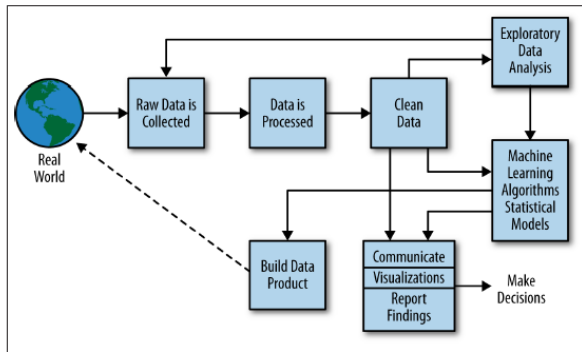 Exploratory
Data
Analysis
Raw Data is
Collected
Data is
Processed
Clean
Data
Real
World
Machine
Learning
Algorithms
Statistical
Models
Build Data
Product
Communicate
Visualizations
Report
Findings
Make
Decisions